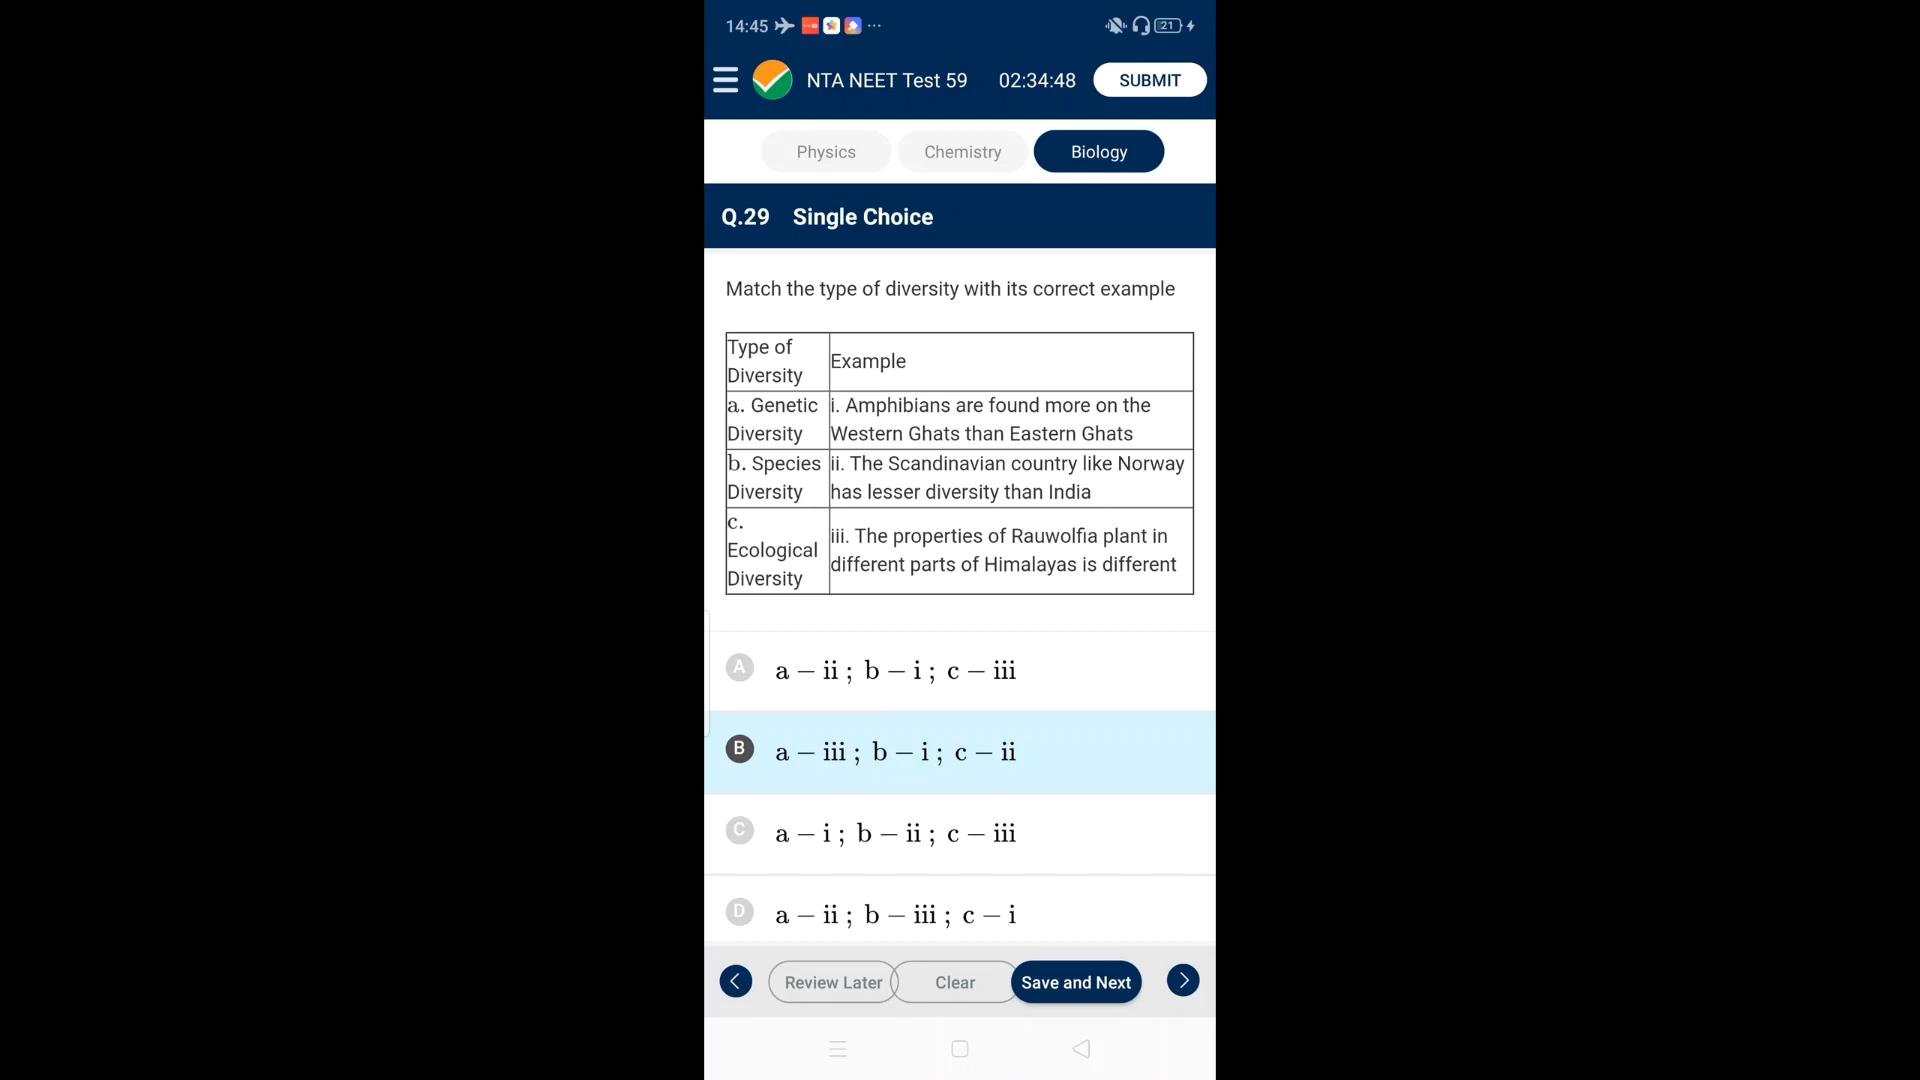 14:45 ··· 21
NTA NEET Test 59 02:34:48 SUBMIT
Physics Chemistry Biology
Q.29 Single Choice
Match the type of diversity with its correct example
Type of
Diversity
Example
a. Genetic
Diversity
i. Amphibians are found more on the
Western Ghats than Eastern Ghats
b. Species
Diversity
ii. The Scandinavian country like Norway
has lesser diversity than India
c.
Ecological
Diversity
iii. The properties of Rauwolfia plant in
different parts of Himalayas is different
A a – ii ; b – i ; c – iii
B a – iii ; b – i ; c – ii
C a – i ; b – ii ; c – iii
D a – ii ; b – iii ; c – i
Review Later Clear Save and Next